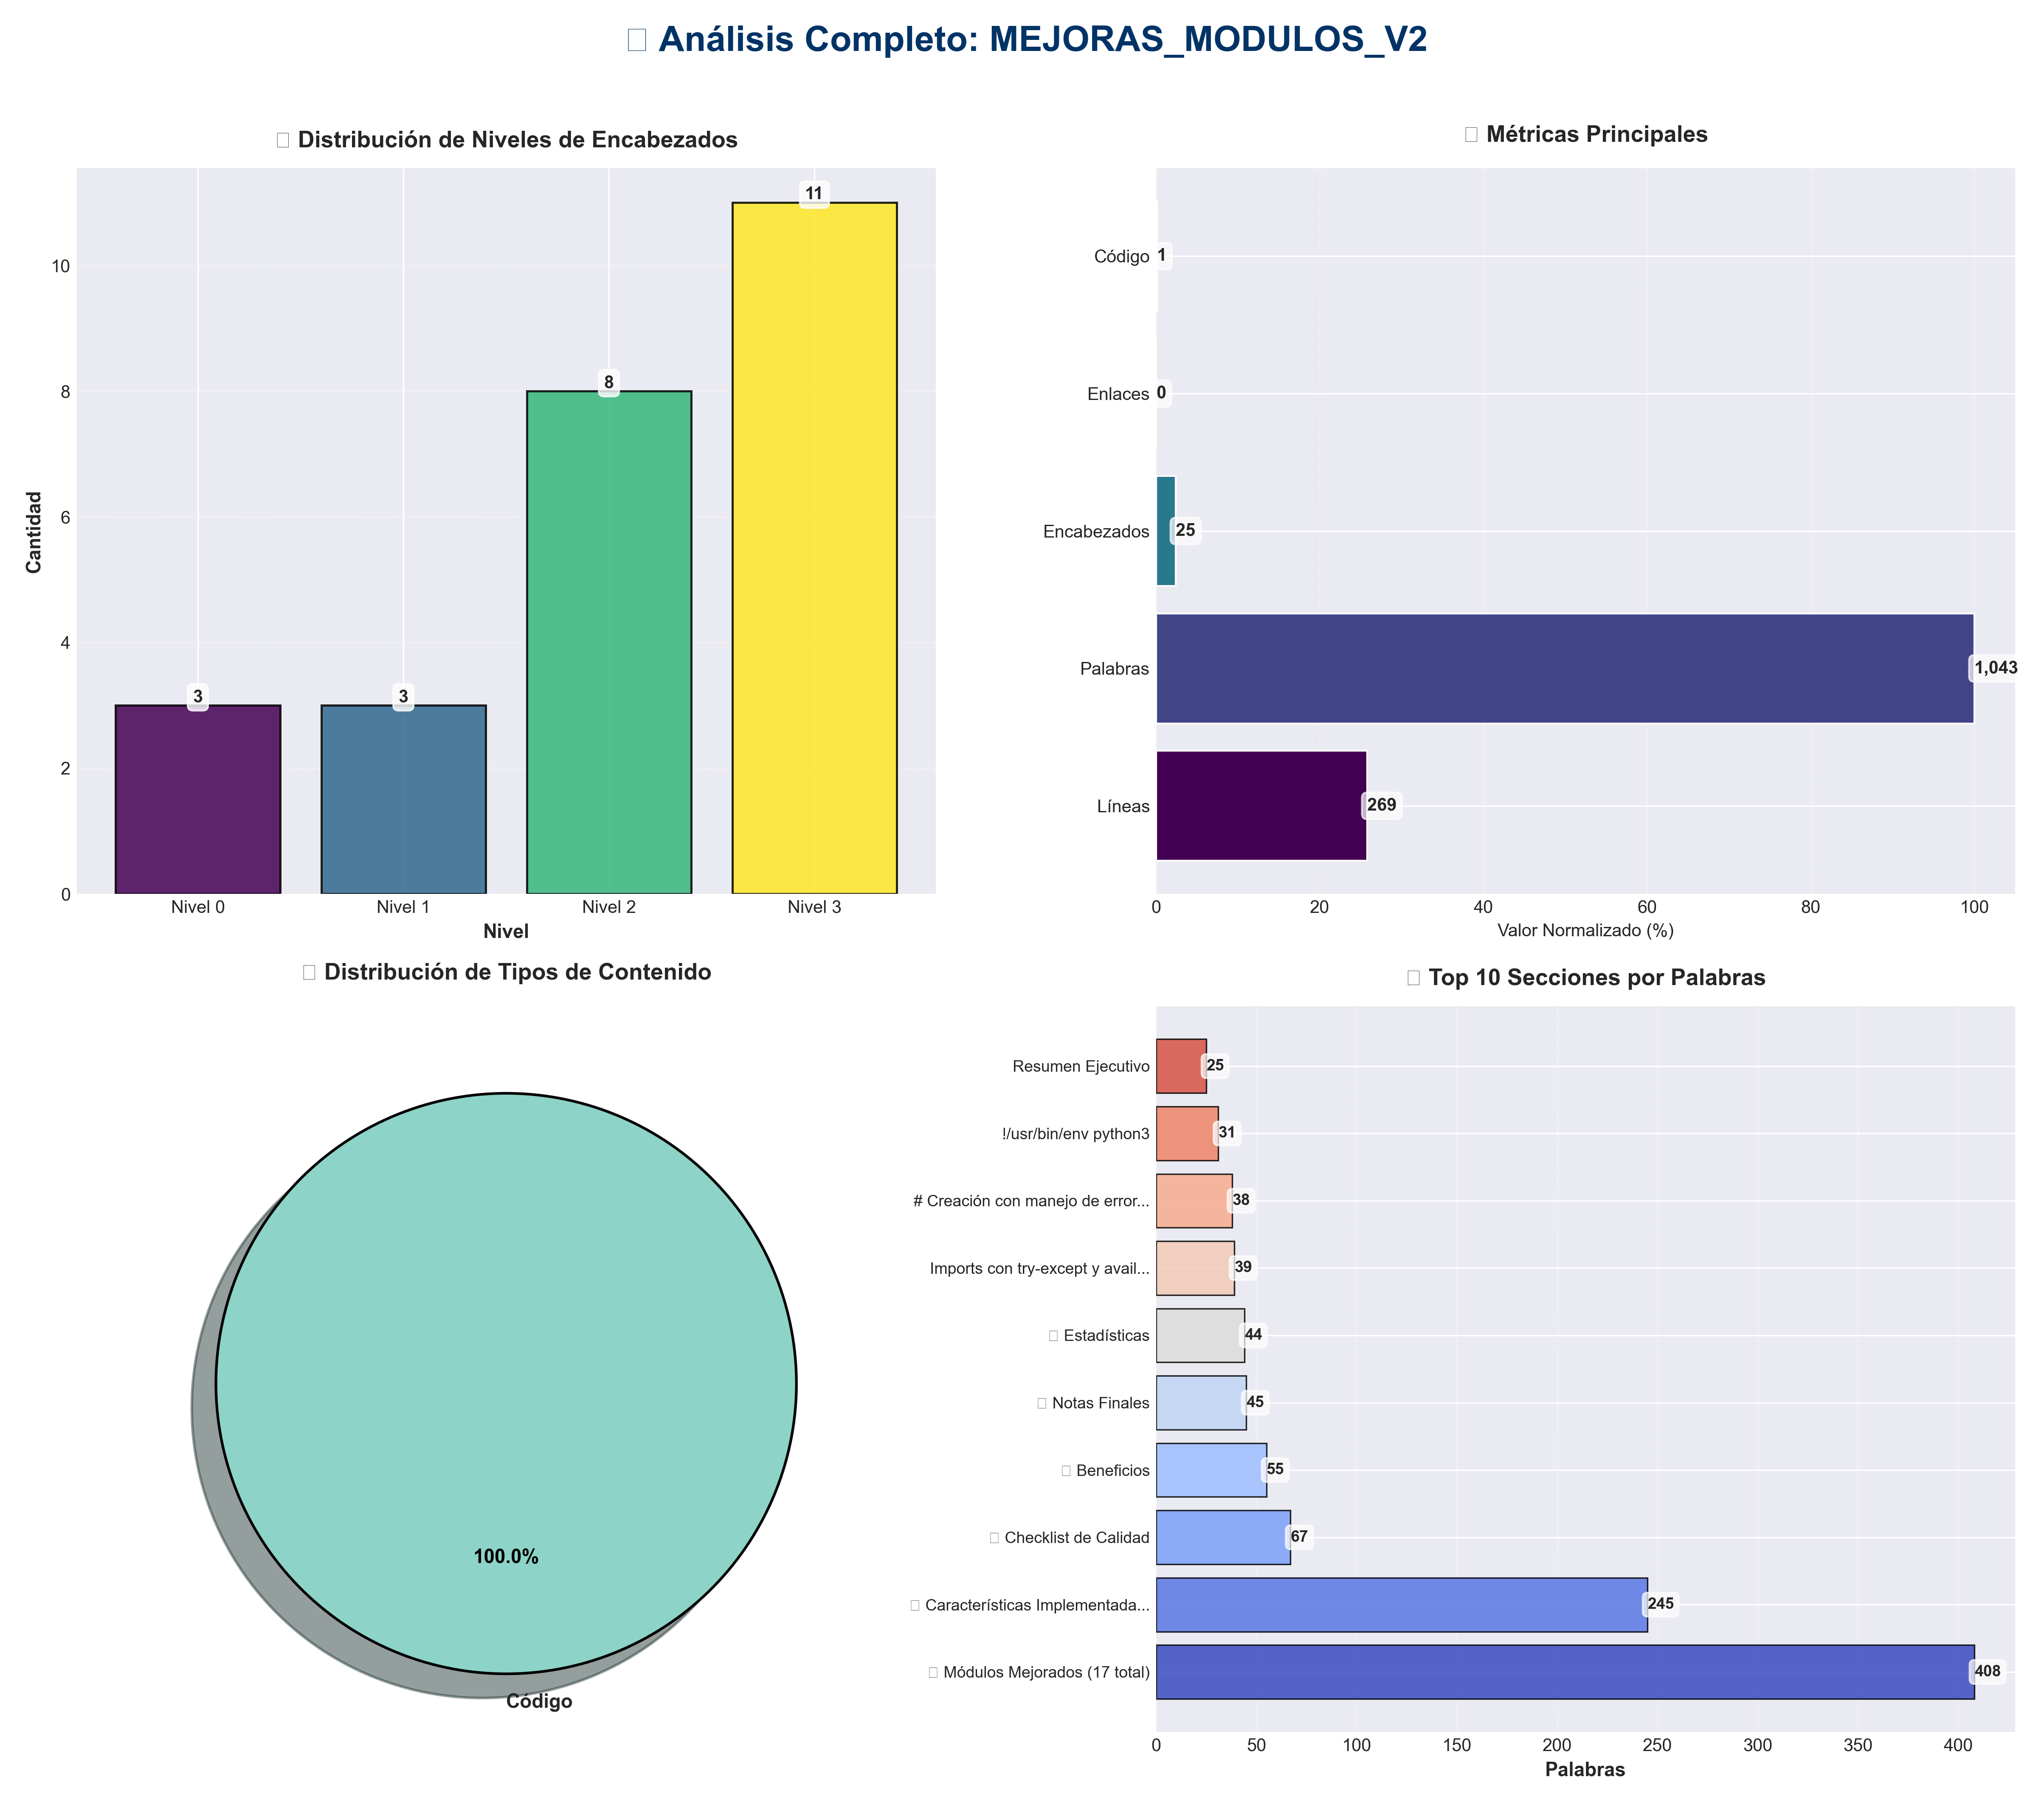 Análisis Completo: MEJORAS_MODULOS_V2
Distribución de Niveles de Encabezados
Cantidad
10
8
6
4
2
0
3
3
8
11
Nivel 0
Nivel 1
Nivel 2
Nivel 3
Nivel
Métricas Principales
Código
1
Enlaces
0
Encabezados
25
Palabras
1,043
Líneas
269
0
20
40
60
80
100
Valor Normalizado (%)
Distribución de Tipos de Contenido
100.0%
Código
Top 10 Secciones por Palabras
Resumen Ejecutivo
25
!/usr/bin/env python3
31
# Creación con manejo de error...
38
Imports con try-except y avail...
39
Estadísticas
44
Notas Finales
45
Beneficios
55
Checklist de Calidad
67
Características Implementada...
245
Módulos Mejorados (17 total)
408
0
50
100
150
200
250
300
350
400
Palabras